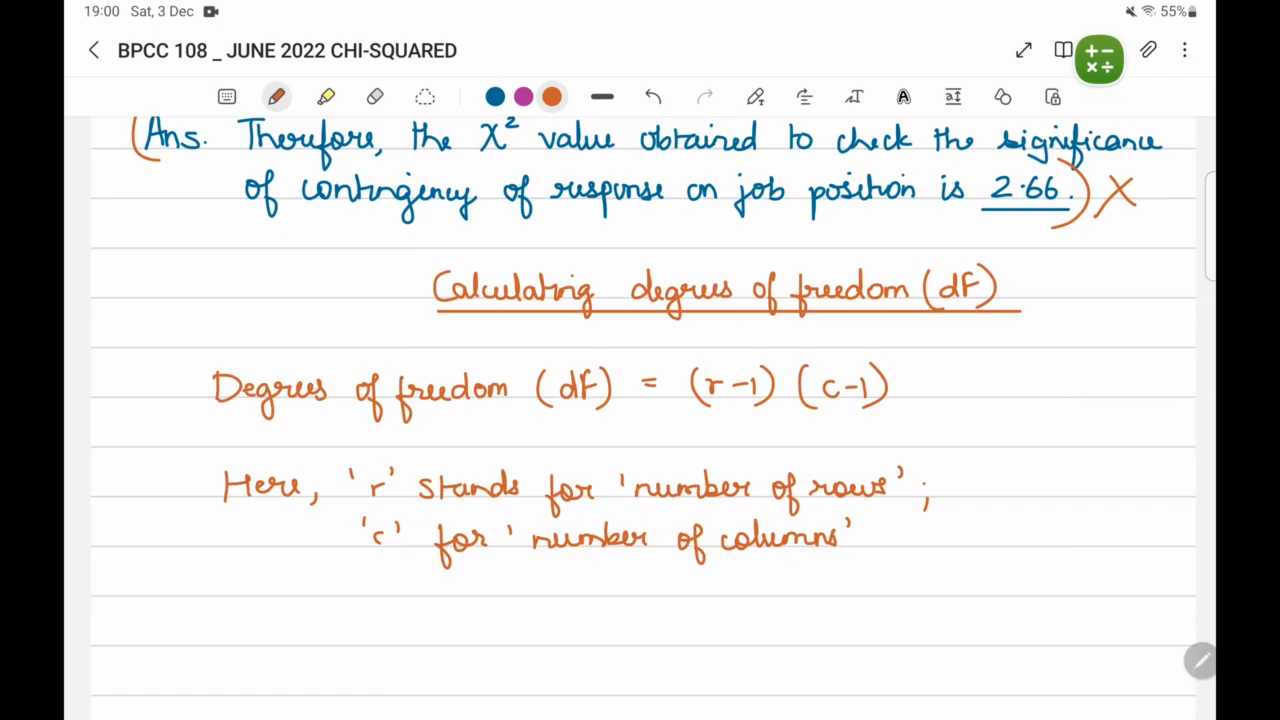 19:00 Sat, 3 Dec
55%
BPCC 108 _ JUNE 2022 CHI-SQUARED
(Ans. Therefore, the χ² value obtained to check the significance
of contingency of response on job position is 2.66.) X
Calculating degrees of freedom (df)
Degrees of freedom (df) = (r-1) (c-1)
Here, 'r' stands for 'number of rows';
'c' for 'number of columns'